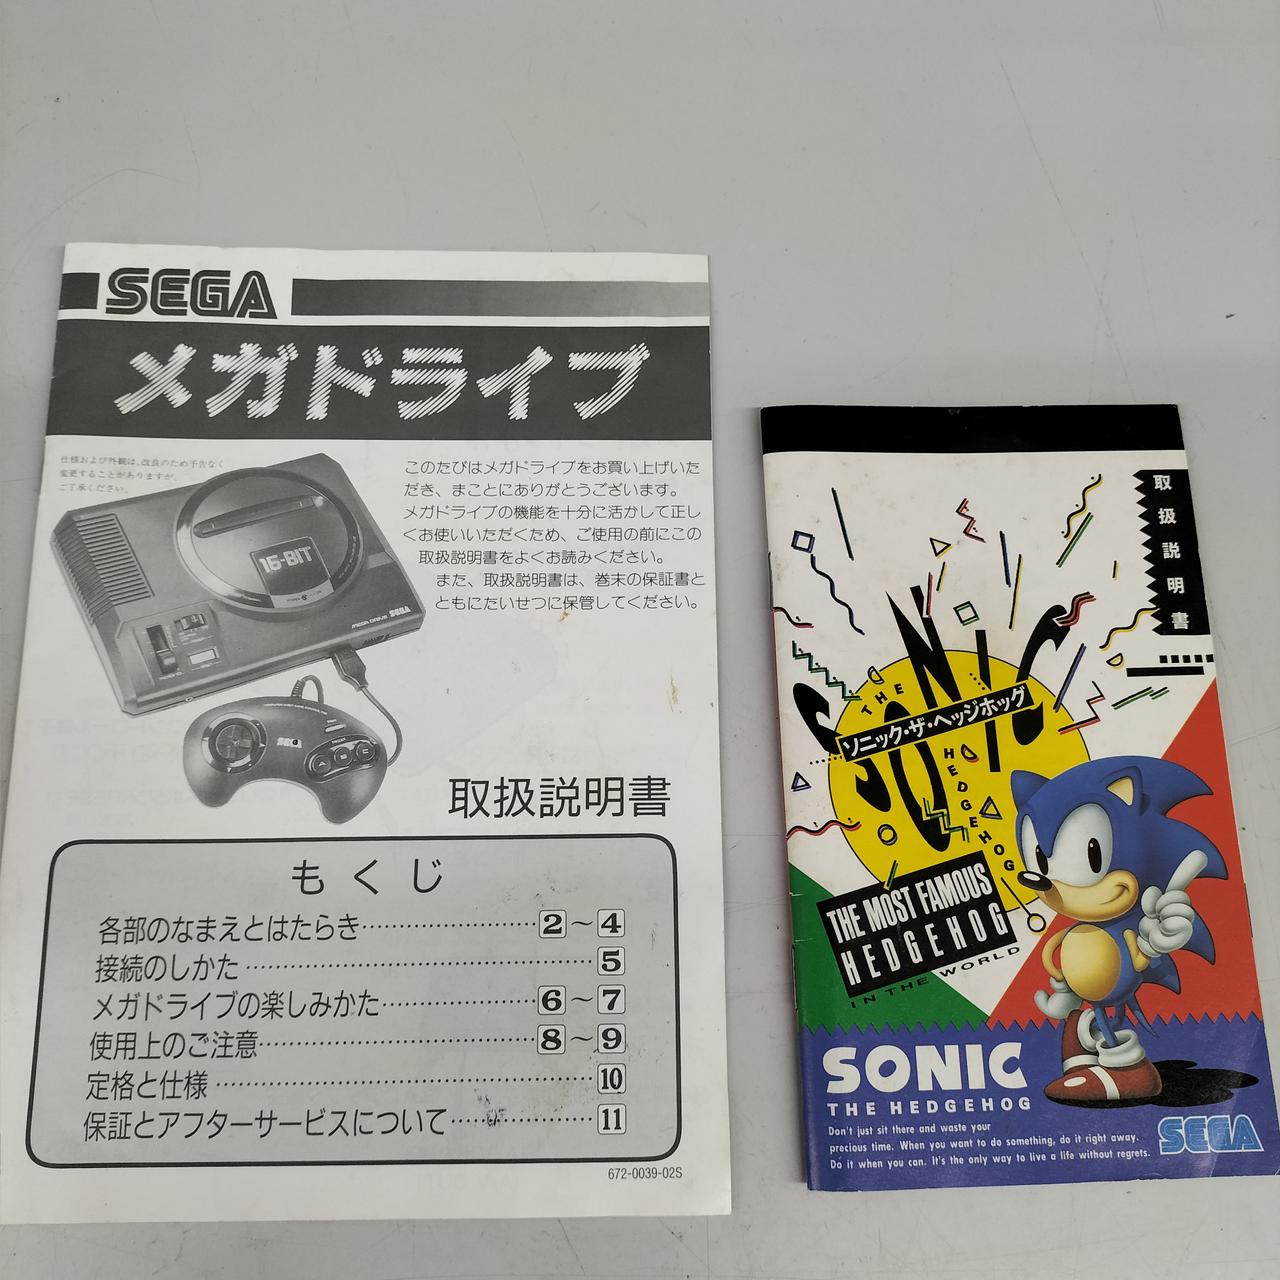 SEGA
メガドライブ
仕様および外観は、改良のため予告なく
変更することがありますが、
ご了承ください。
このたびはメガドライブをお買い上げいた
だき、まことにありがとうございます。
メガドライブの機能を十分に活かして正し
くお使いいただくため、ご使用の前にこの
取扱説明書をよくお読みください。
また、取扱説明書は、巻末の保証書と
ともにたいせつに保管してください。
16-BIT
MEGA DRIVE SEGA
SEGA
取扱説明書
もくじ
各部のなまえとはたらき……………………2～4
接続のしかた……………………………………5
メガドライブの楽しみかた…………………6～7
使用上のご注意………………………………8～9
定格と仕様………………………………………10
保証とアフターサービスについて……………11
672-0039-02S
取扱説明書
THE
SONIC
ソニック・ザ・ヘッジホッグ
HEDGEHOG
THE MOST FAMOUS
HEDGEHOG
IN THE WORLD
SONIC
THE HEDGEHOG
Don't just sit there and waste your
precious time. When you want to do something, do it right away.
Do it when you can. It's the only way to live a life without regrets.
SEGA